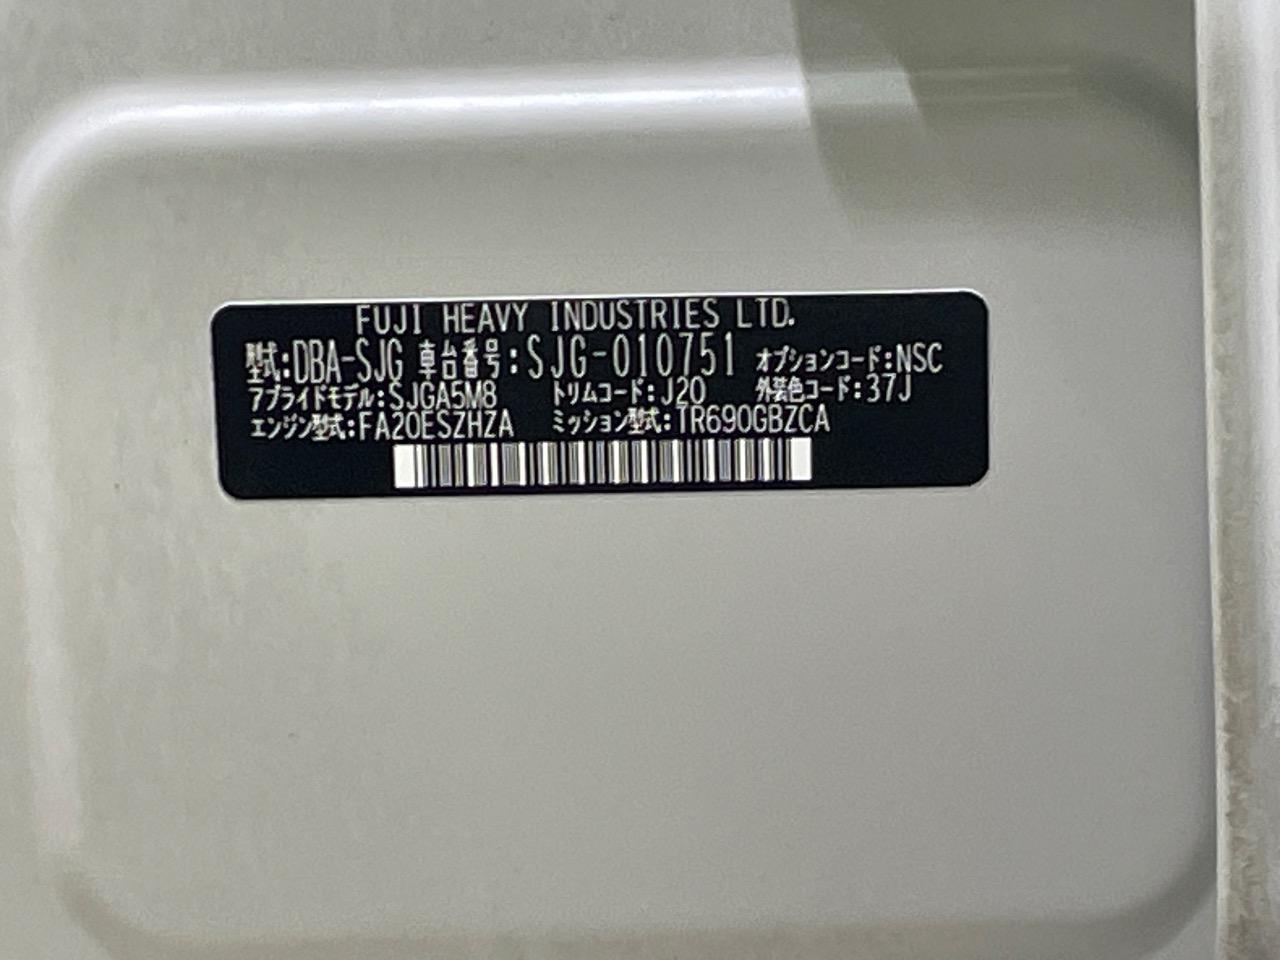 FUJI HEAVY INDUSTRIES LTD.
型式:DBA-SJG 車台番号:SJG-010751 オプションコード:NSC
アプライドモデル:SJGA5M8 トリムコード:J20 外装色コード:37J
エンジン型式:FA20ESZHZA ミッション型式:TR690GBZCA